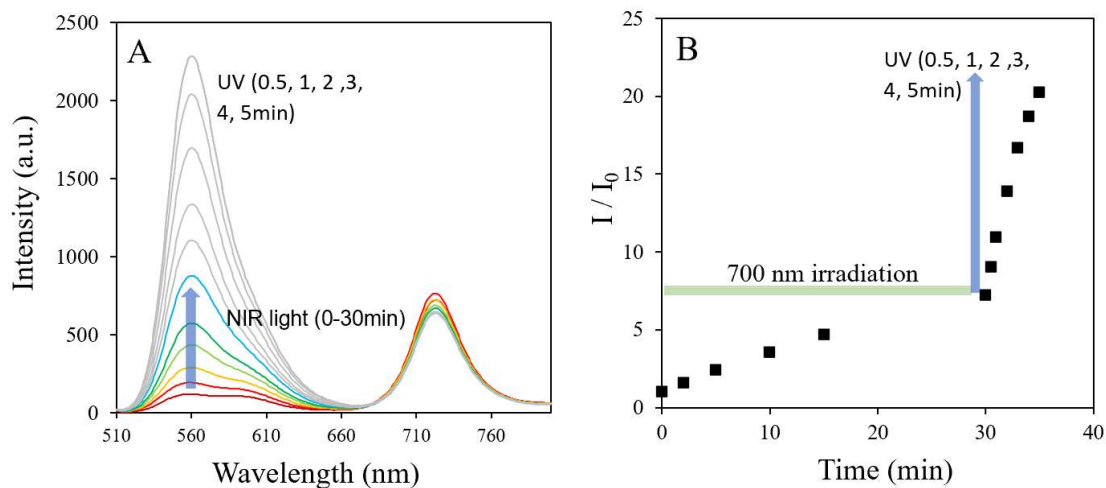 A
UV (0.5, 1, 2 ,3,
4, 5min)
NIR light (0-30min)
Intensity (a.u.)
2500
2000
1500
1000
500
0
510
560
610
660
710
760
Wavelength (nm)
B
UV (0.5, 1, 2, 3,
4, 5min)
700 nm irradiation
I / I0
25
20
15
10
5
0
0
10
20
30
40
Time (min)